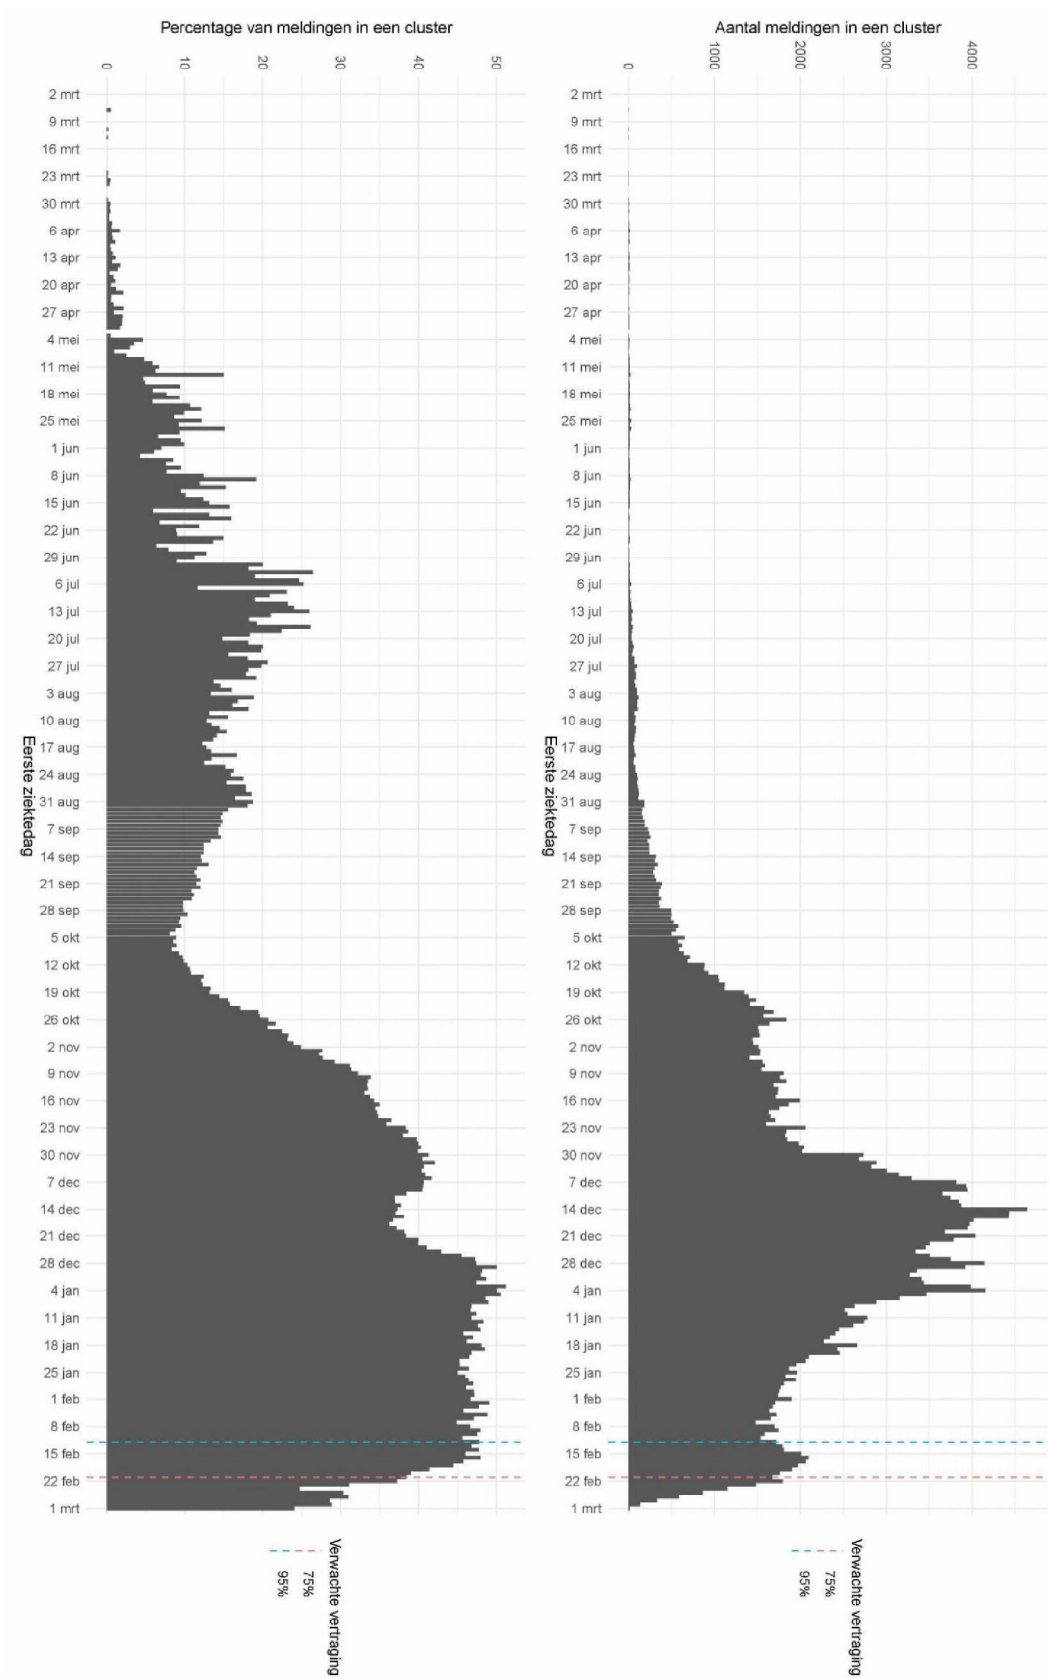 Percentage van meldingen in een cluster
0
10
20
30
40
50
2 mrt
9 mrt
16 mrt
23 mrt
30 mrt
6 apr
13 apr
20 apr
27 apr
4 mei
11 mei
18 mei
25 mei
1 jun
8 jun
15 jun
22 jun
29 jun
6 jul
13 jul
20 jul
27 jul
3 aug
10 aug
17 aug
24 aug
31 aug
7 sep
14 sep
21 sep
28 sep
5 okt
12 okt
19 okt
26 okt
2 nov
9 nov
16 nov
23 nov
30 nov
7 dec
14 dec
21 dec
28 dec
4 jan
11 jan
18 jan
25 jan
1 feb
8 feb
15 feb
22 feb
1 mrt
Eerste ziektedag
Verwachte vertraging
75%
95%
Aantal meldingen in een cluster
0
1000
2000
3000
4000
2 mrt
9 mrt
16 mrt
23 mrt
30 mrt
6 apr
13 apr
20 apr
27 apr
4 mei
11 mei
18 mei
25 mei
1 jun
8 jun
15 jun
22 jun
29 jun
6 jul
13 jul
20 jul
27 jul
3 aug
10 aug
17 aug
24 aug
31 aug
7 sep
14 sep
21 sep
28 sep
5 okt
12 okt
19 okt
26 okt
2 nov
9 nov
16 nov
23 nov
30 nov
7 dec
14 dec
21 dec
28 dec
4 jan
11 jan
18 jan
25 jan
1 feb
8 feb
15 feb
22 feb
1 mrt
Eerste ziektedag
Verwachte vertraging
75%
95%